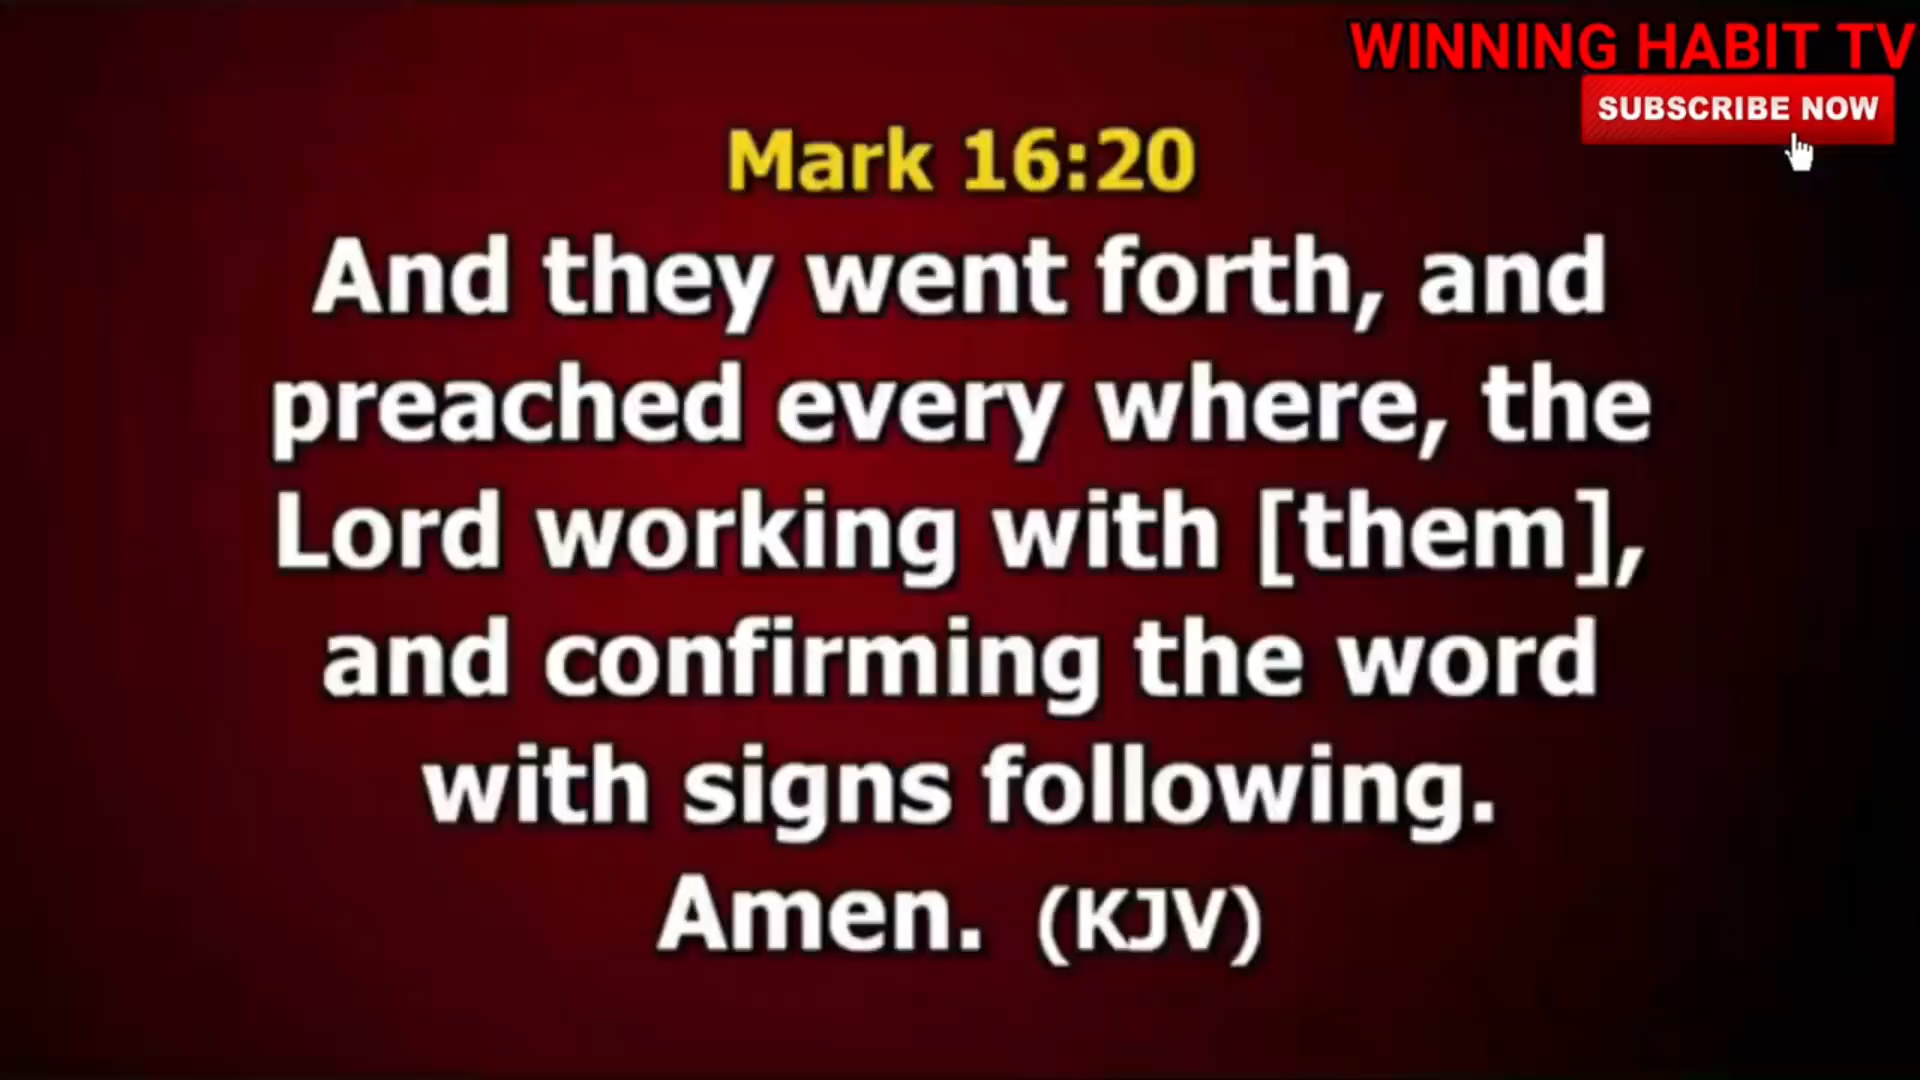 WINNING HABIT TV
SUBSCRIBE NOW
Mark 16:20
And they went forth, and
preached every where, the
Lord working with [them],
and confirming the word
with signs following.
Amen. (KJV)